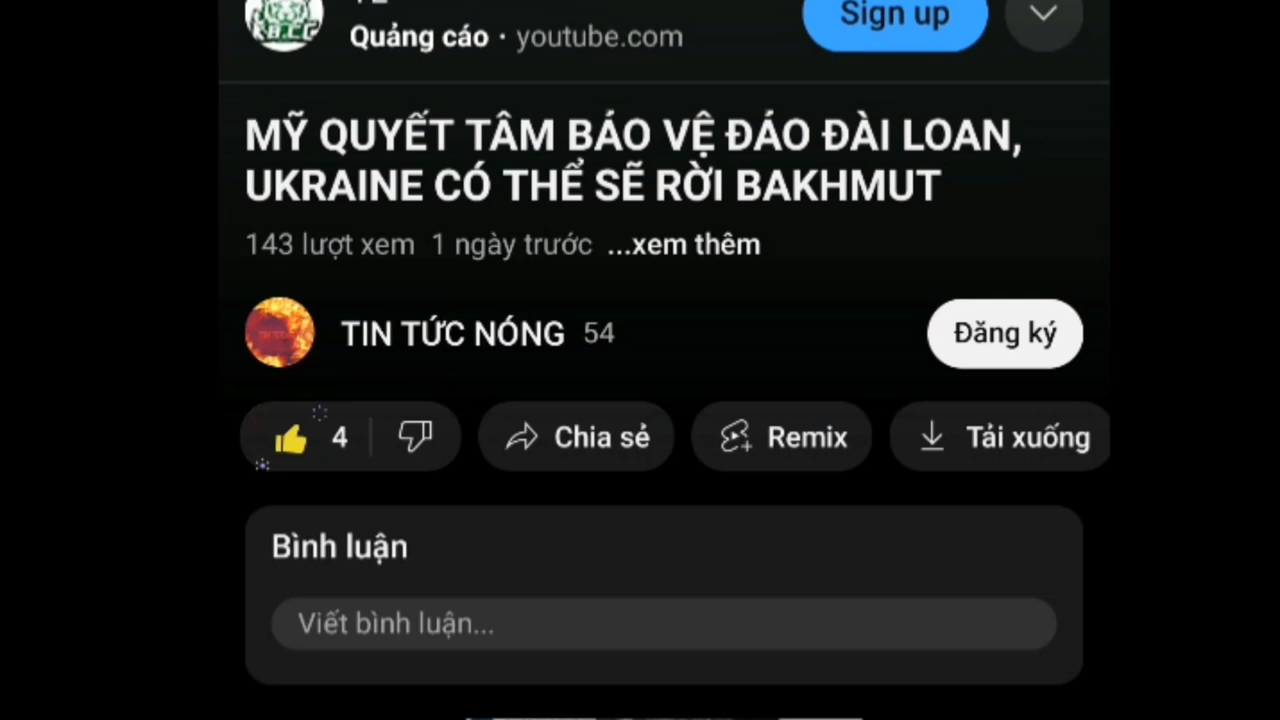 Sign up
Quảng cáo · youtube.com
MỸ QUYẾT TÂM BẢO VỆ ĐẢO ĐÀI LOAN,
UKRAINE CÓ THỂ SẼ RỜI BAKHMUT
143 lượt xem 1 ngày trước ...xem thêm
TIN TỨC NÓNG 54
Đăng ký
4
Chia sẻ
Remix
Tải xuống
Bình luận
Viết bình luận...